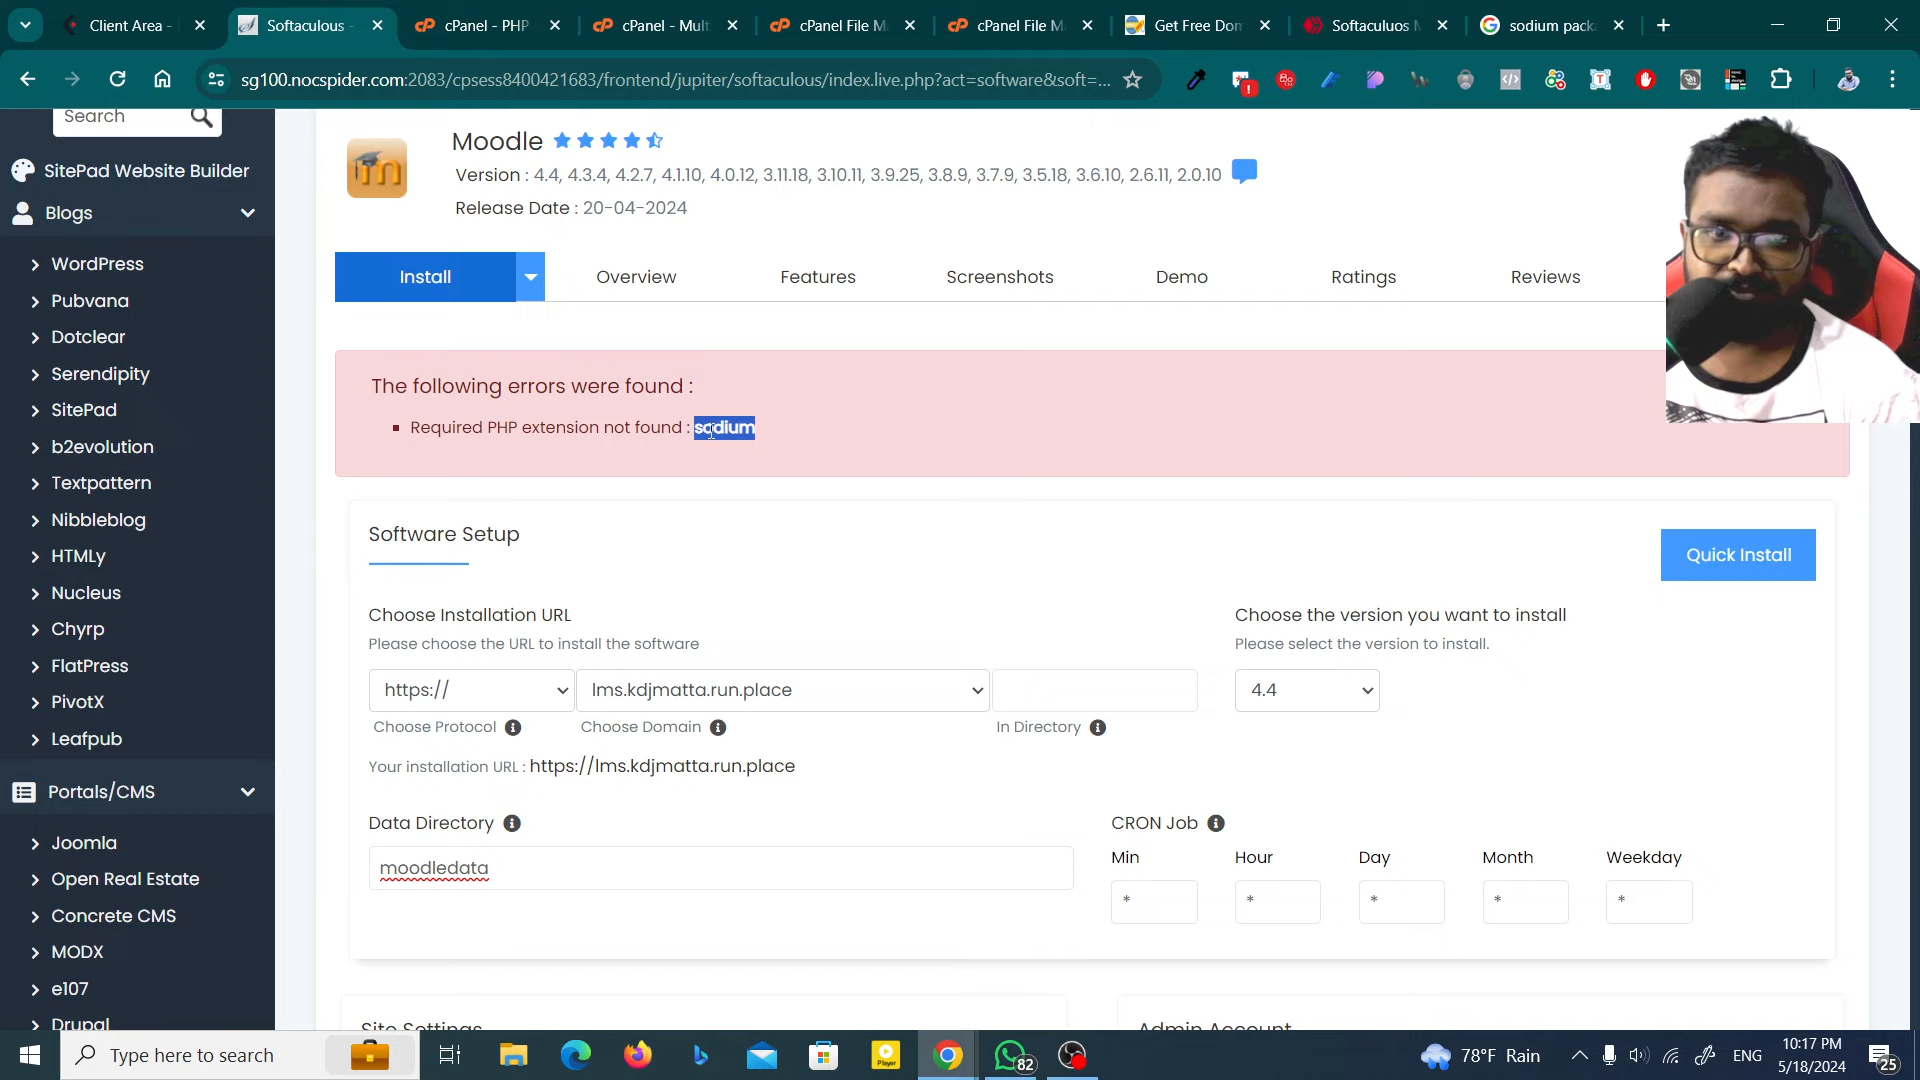 Client Area -
Softaculous -
cPanel - PHP
cPanel - Mult
cPanel File M
cPanel File M
Get Free Don
Softaculuos M
sodium packa
sg100.nocspider.com:2083/cpsess8400421683/frontend/jupiter/softaculous/index.live.php?act=software&soft=...
Search
SitePad Website Builder
Blogs
WordPress
Pubvana
Dotclear
Serendipity
SitePad
b2evolution
Textpattern
Nibbleblog
HTMLy
Nucleus
Chyrp
FlatPress
PivotX
Leafpub
Portals/CMS
Joomla
Open Real Estate
Concrete CMS
MODX
e107
Drupal
Moodle
Version : 4.4, 4.3.4, 4.2.7, 4.1.10, 4.0.12, 3.11.18, 3.10.11, 3.9.25, 3.8.9, 3.7.9, 3.5.18, 3.6.10, 2.6.11, 2.0.10
Release Date : 20-04-2024
Install Overview Features Screenshots Demo Ratings Reviews
The following errors were found :
Required PHP extension not found : sodium
Software Setup
Quick Install
Choose Installation URL
Please choose the URL to install the software
Choose the version you want to install
Please select the version to install.
https:// lms.kdjmatta.run.place
4.4
Choose Protocol Choose Domain In Directory
Your installation URL : https://lms.kdjmatta.run.place
Data Directory
moodledata
CRON Job
Min Hour Day Month Weekday
* * * * *
Site Settings
Admin Account
Type here to search
Player
82
78°F Rain
ENG
10:17 PM
5/18/2024
25